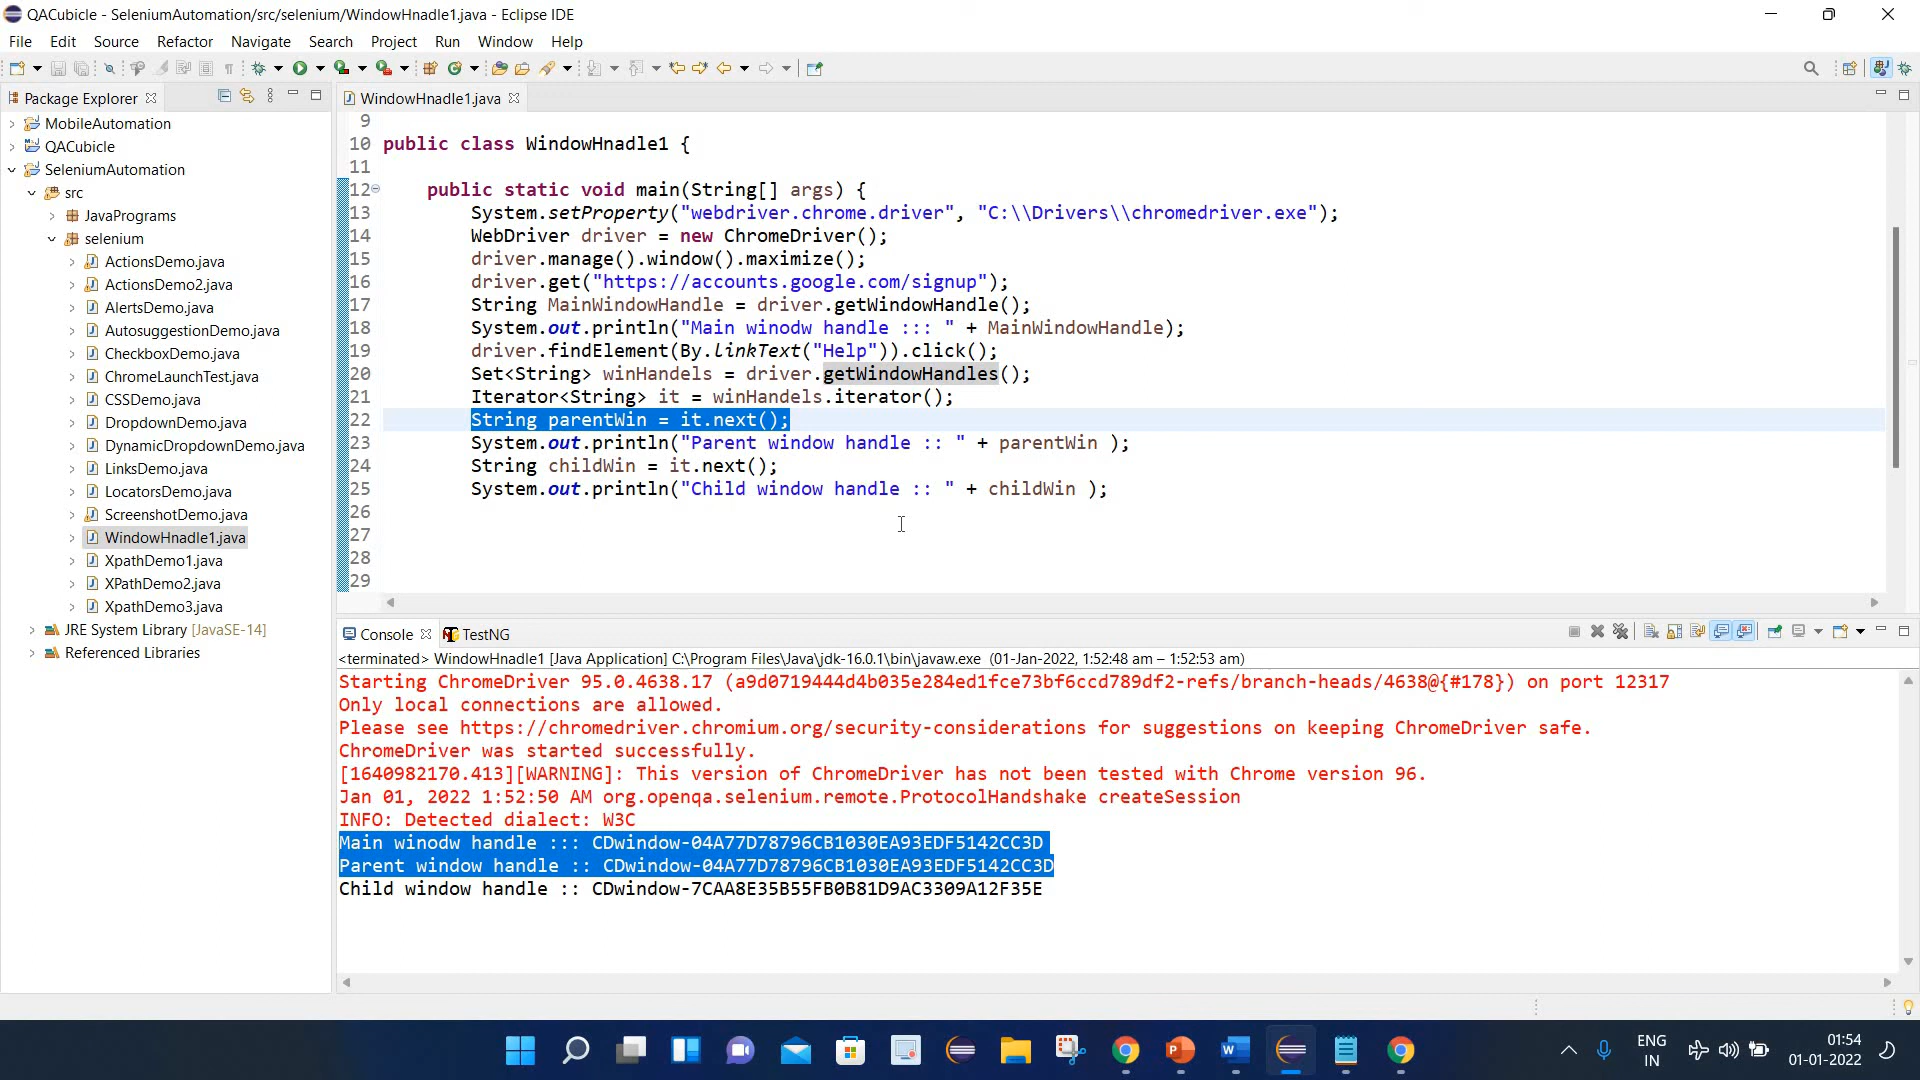 QACubicle - SeleniumAutomation/src/selenium/WindowHnadle1.java - Eclipse IDE
File Edit Source Refactor Navigate Search Project Run Window Help
Package Explorer
WindowHnadle1.java
MobileAutomation
QACubicle
SeleniumAutomation
src
JavaPrograms
selenium
ActionsDemo.java
ActionsDemo2.java
AlertsDemo.java
AutosuggestionDemo.java
CheckboxDemo.java
ChromeLaunchTest.java
CSSDemo.java
DropdownDemo.java
DynamicDropdownDemo.java
LinksDemo.java
LocatorsDemo.java
ScreenshotDemo.java
WindowHnadle1.java
XpathDemo1.java
XPathDemo2.java
XpathDemo3.java
JRE System Library [JavaSE-14]
Referenced Libraries
9
10 public class WindowHnadle1 {
11
12 public static void main(String[] args) {
13 System.setProperty("webdriver.chrome.driver", "C:\\Drivers\\chromedriver.exe");
14 WebDriver driver = new ChromeDriver();
15 driver.manage().window().maximize();
16 driver.get("https://accounts.google.com/signup");
17 String MainWindowHandle = driver.getWindowHandle();
18 System.out.println("Main winodw handle ::: " + MainWindowHandle);
19 driver.findElement(By.linkText("Help")).click();
20 Set<String> winHandels = driver.getWindowHandles();
21 Iterator<String> it = winHandels.iterator();
22 String parentWin = it.next();
23 System.out.println("Parent window handle :: " + parentWin );
24 String childWin = it.next();
25 System.out.println("Child window handle :: " + childWin );
26
27
28
29
Console TestNG
<terminated> WindowHnadle1 [Java Application] C:\Program Files\Java\jdk-16.0.1\bin\javaw.exe (01-Jan-2022, 1:52:48 am – 1:52:53 am)
Starting ChromeDriver 95.0.4638.17 (a9d0719444d4b035e284ed1fce73bf6ccd789df2-refs/branch-heads/4638@{#178}) on port 12317
Only local connections are allowed.
Please see https://chromedriver.chromium.org/security-considerations for suggestions on keeping ChromeDriver safe.
ChromeDriver was started successfully.
[1640982170.413][WARNING]: This version of ChromeDriver has not been tested with Chrome version 96.
Jan 01, 2022 1:52:50 AM org.openqa.selenium.remote.ProtocolHandshake createSession
INFO: Detected dialect: W3C
Main winodw handle ::: CDwindow-04A77D78796CB1030EA93EDF5142CC3D
Parent window handle :: CDwindow-04A77D78796CB1030EA93EDF5142CC3D
Child window handle :: CDwindow-7CAA8E35B55FB0B81D9AC3309A12F35E
ENG
IN
01:54
01-01-2022